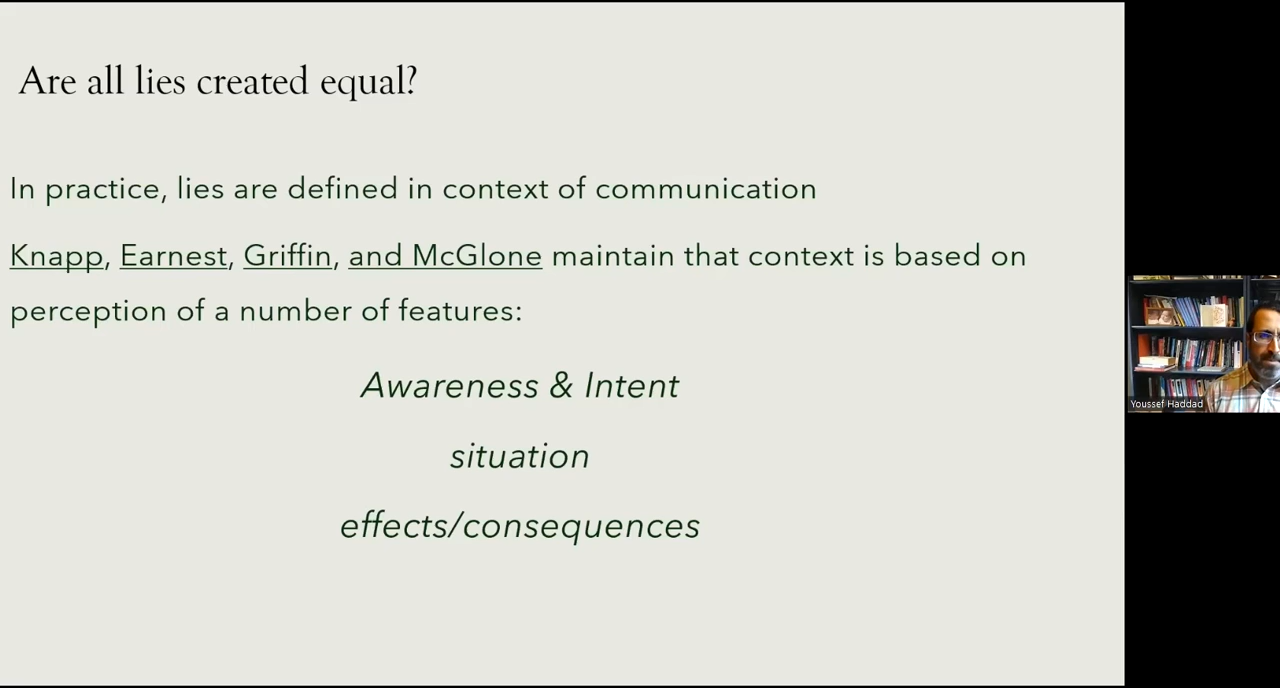 Are all lies created equal?
In practice, lies are defined in context of communication
Knapp, Earnest, Griffin, and McGlone maintain that context is based on
perception of a number of features:
Awareness & Intent
situation
effects/consequences
Youssef Haddad